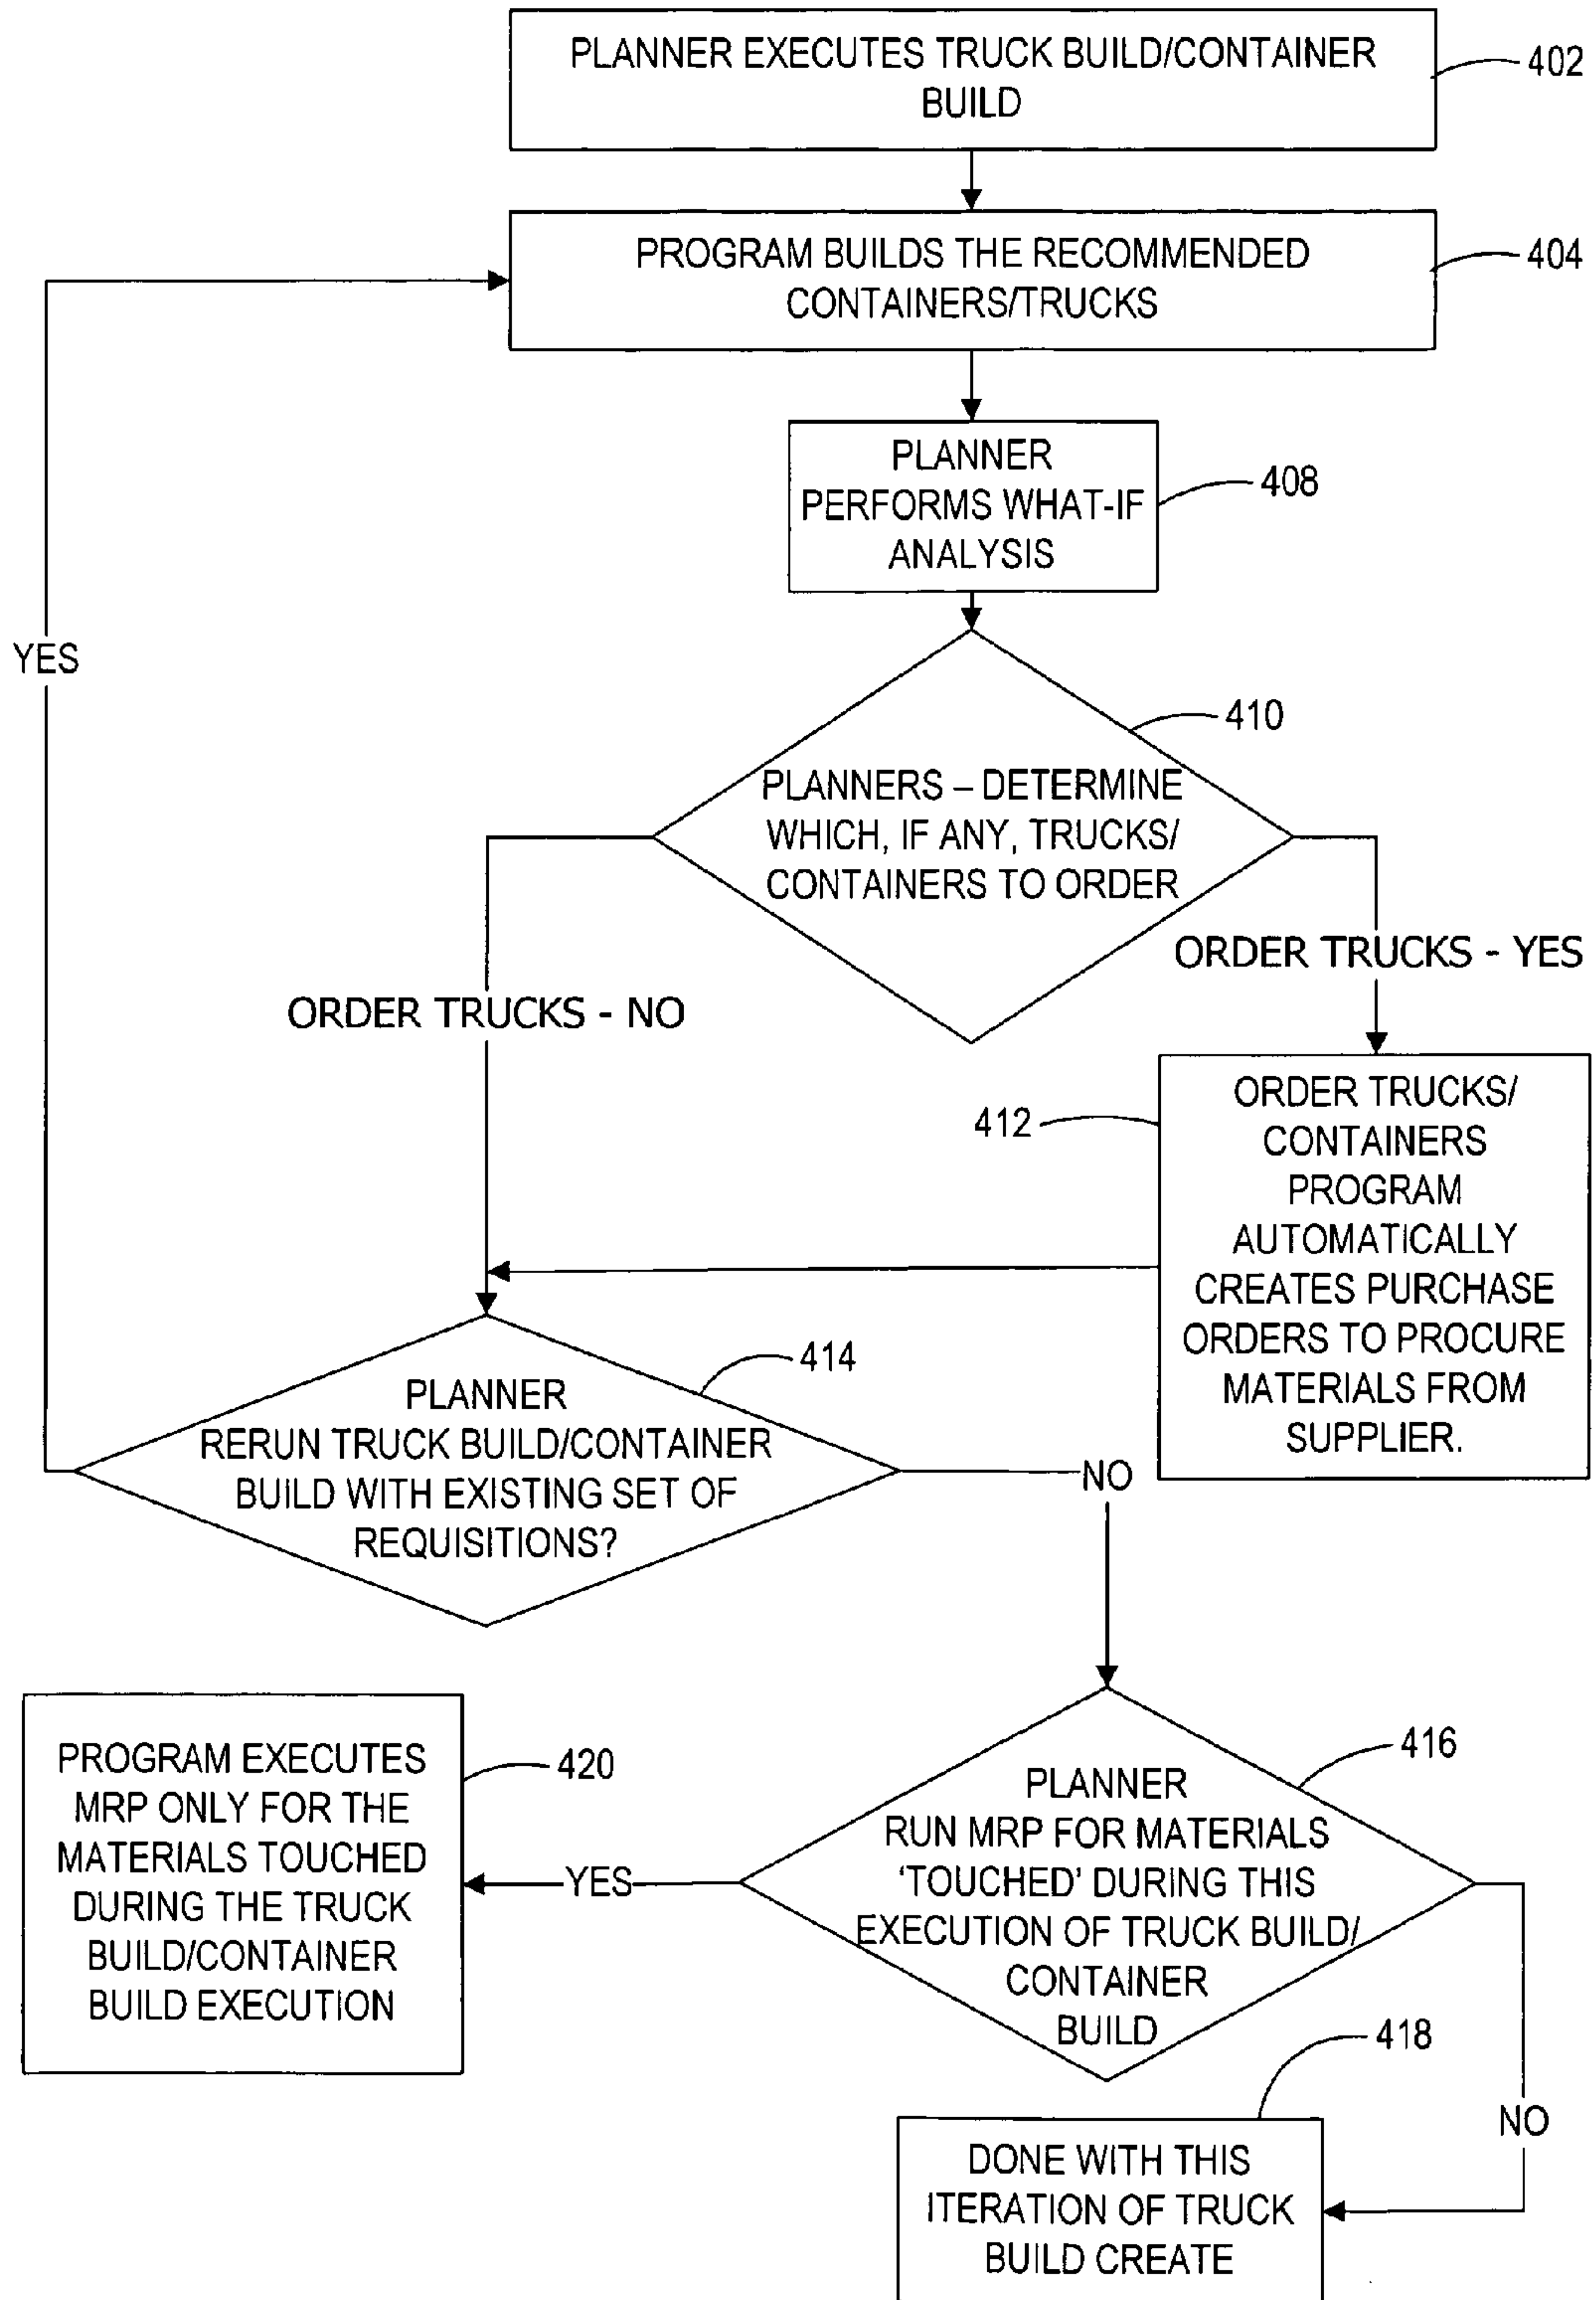 PLANNER EXECUTES TRUCK BUILD/CONTAINER
BUILD
402
PROGRAM BUILDS THE RECOMMENDED
CONTAINERS/TRUCKS
404
PLANNER
PERFORMS WHAT-IF
ANALYSIS
408
YES
410
PLANNERS – DETERMINE
WHICH, IF ANY, TRUCKS/
CONTAINERS TO ORDER
ORDER TRUCKS - YES
ORDER TRUCKS - NO
412
ORDER TRUCKS/
CONTAINERS
PROGRAM
AUTOMATICALLY
CREATES PURCHASE
ORDERS TO PROCURE
MATERIALS FROM
SUPPLIER.
414
PLANNER
RERUN TRUCK BUILD/CONTAINER
BUILD WITH EXISTING SET OF
REQUISITIONS?
NO
416
PLANNER
RUN MRP FOR MATERIALS
‘TOUCHED’ DURING THIS
EXECUTION OF TRUCK BUILD/
CONTAINER
BUILD
YES
420
PROGRAM EXECUTES
MRP ONLY FOR THE
MATERIALS TOUCHED
DURING THE TRUCK
BUILD/CONTAINER
BUILD EXECUTION
418
NO
DONE WITH THIS
ITERATION OF TRUCK
BUILD CREATE